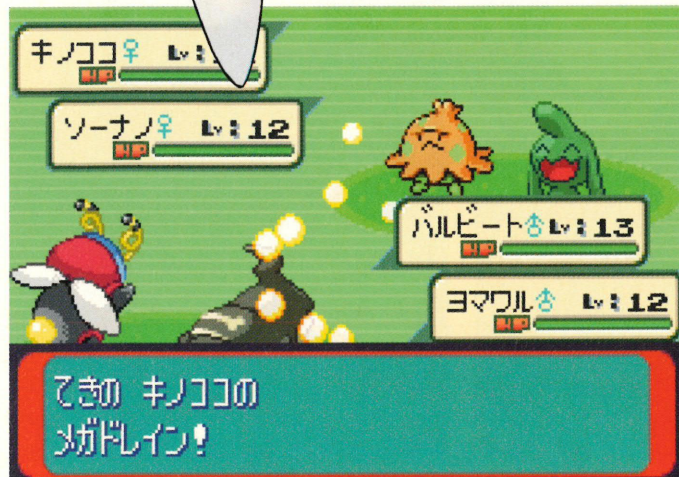 キノココ♀ Lv:
HP
ソーナノ♀ Lv:12
HP
バルビート♂ Lv:13
HP
ヨマワル♂ Lv:12
HP
てきの キノココの
メガドレイン!